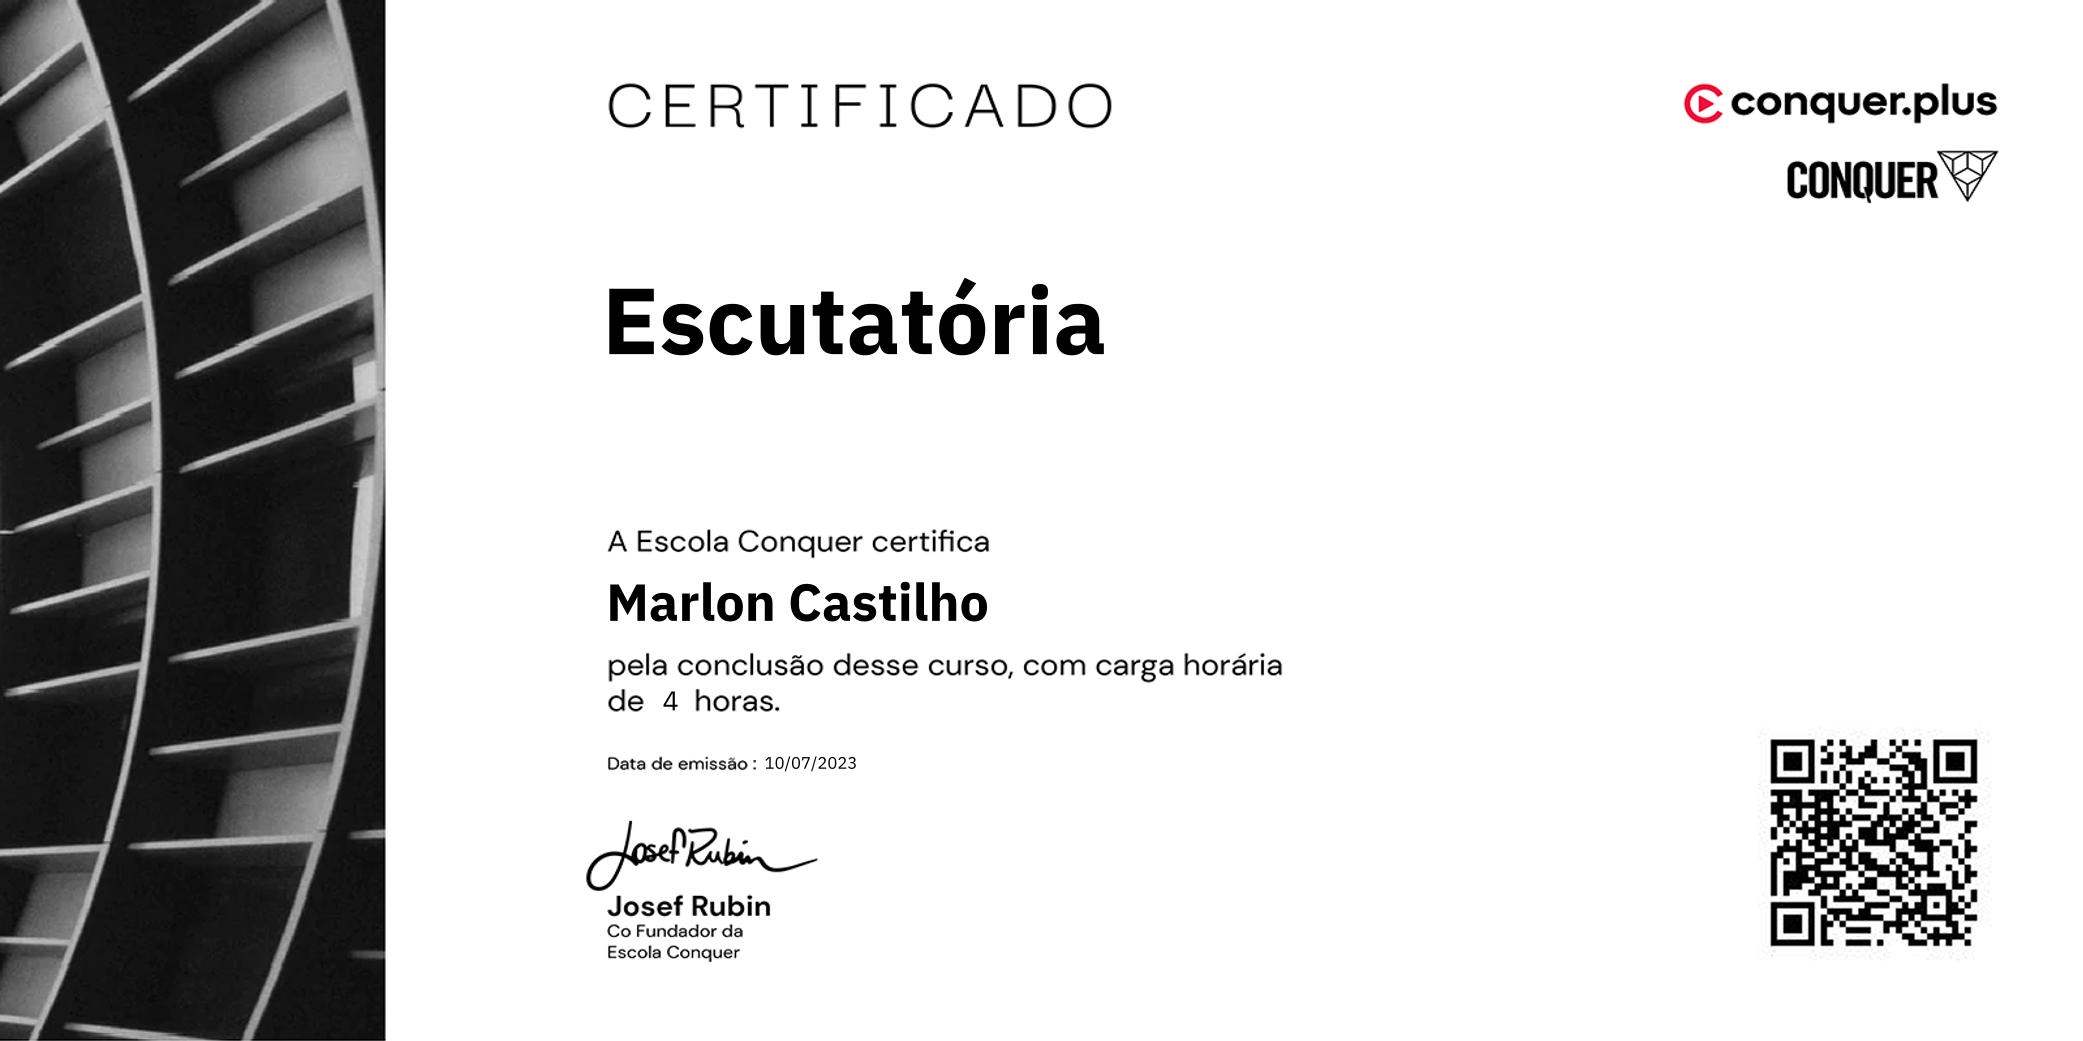 CERTIFICADO
conquer.plus
CONQUER
Escutatória
A Escola Conquer certifica
Marlon Castilho
pela conclusão desse curso, com carga horária
de 4 horas.
Data de emissão : 10/07/2023
Josef Rubin
Josef Rubin
Co Fundador da
Escola Conquer